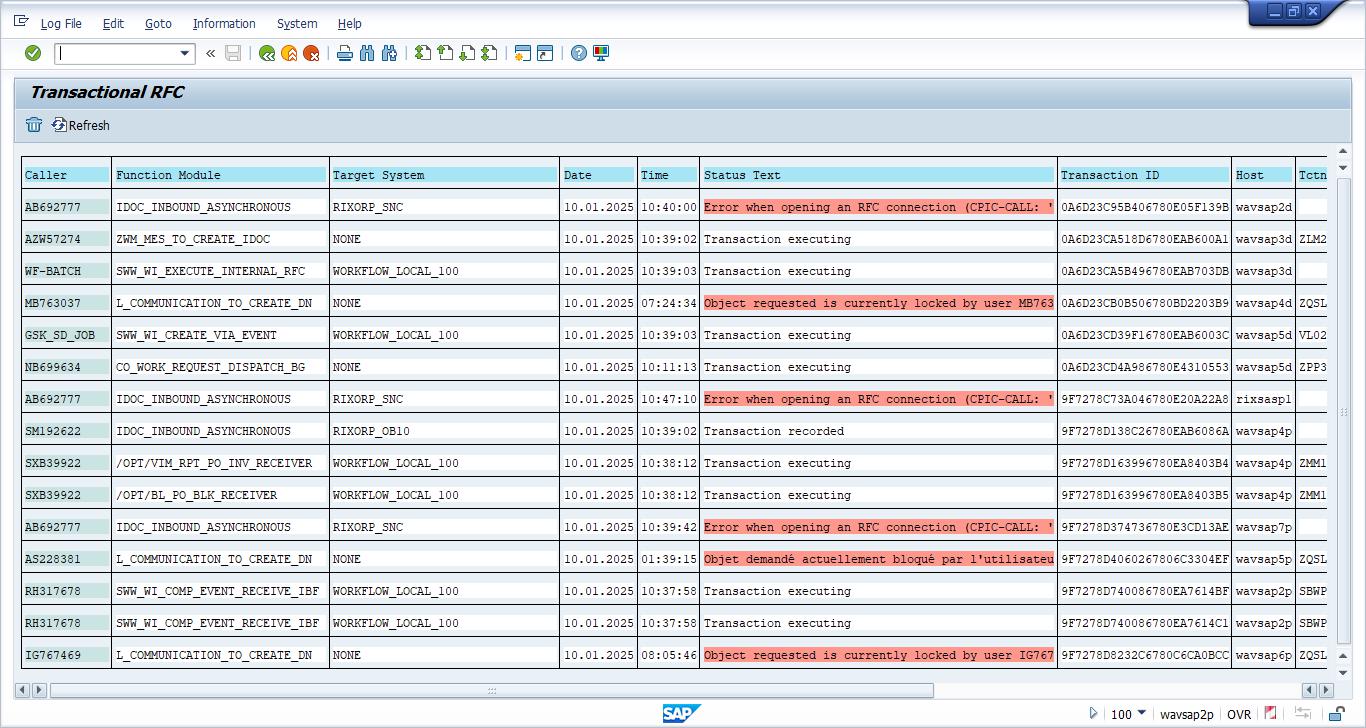 Log File Edit Goto Information System Help
Transactional RFC
Refresh
Caller Function Module Target System Date Time Status Text Transaction ID Host Tctn
AB692777 IDOC_INBOUND_ASYNCHRONOUS RIXORP_SNC 10.01.2025 10:40:00 Error when opening an RFC connection (CPIC-CALL: ' 0A6D23C95B406780E05F139B wavsap2d
AZW57274 ZWM_MES_TO_CREATE_IDOC NONE 10.01.2025 10:39:02 Transaction executing 0A6D23CA518D6780EAB600A1 wavsap3d ZLM2
WF-BATCH SWW_WI_EXECUTE_INTERNAL_RFC WORKFLOW_LOCAL_100 10.01.2025 10:39:03 Transaction executing 0A6D23CA5B496780EAB703DB wavsap3d
MB763037 L_COMMUNICATION_TO_CREATE_DN NONE 10.01.2025 07:24:34 Object requested is currently locked by user MB763 0A6D23CB0B506780BD2203B9 wavsap4d ZQSL
GSK_SD_JOB SWW_WI_CREATE_VIA_EVENT WORKFLOW_LOCAL_100 10.01.2025 10:39:03 Transaction executing 0A6D23CD39F16780EAB6003C wavsap5d VL02
NB699634 CO_WORK_REQUEST_DISPATCH_BG NONE 10.01.2025 10:11:13 Transaction executing 0A6D23CD4A986780E4310553 wavsap5d ZPP3
AB692777 IDOC_INBOUND_ASYNCHRONOUS RIXORP_SNC 10.01.2025 10:47:10 Error when opening an RFC connection (CPIC-CALL: ' 9F7278C73A046780E20A22A8 rixsasp1
SM192622 IDOC_INBOUND_ASYNCHRONOUS RIXORP_OB10 10.01.2025 10:39:02 Transaction recorded 9F7278D138C26780EAB6086A wavsap4p
SXB39922 /OPT/VIM_RPT_PO_INV_RECEIVER WORKFLOW_LOCAL_100 10.01.2025 10:38:12 Transaction executing 9F7278D163996780EA8403B4 wavsap4p ZMM1
SXB39922 /OPT/BL_PO_BLK_RECEIVER WORKFLOW_LOCAL_100 10.01.2025 10:38:12 Transaction executing 9F7278D163996780EA8403B5 wavsap4p ZMM1
AB692777 IDOC_INBOUND_ASYNCHRONOUS RIXORP_SNC 10.01.2025 10:39:42 Error when opening an RFC connection (CPIC-CALL: ' 9F7278D374736780E3CD13AE wavsap7p
AS228381 L_COMMUNICATION_TO_CREATE_DN NONE 10.01.2025 01:39:15 Objet demandé actuellement bloqué par l'utilisateu 9F7278D4060267806C3304EF wavsap5p ZQSL
RH317678 SWW_WI_COMP_EVENT_RECEIVE_IBF WORKFLOW_LOCAL_100 10.01.2025 10:37:58 Transaction executing 9F7278D740086780EA7614BF wavsap2p SBWP
RH317678 SWW_WI_COMP_EVENT_RECEIVE_IBF WORKFLOW_LOCAL_100 10.01.2025 10:37:58 Transaction executing 9F7278D740086780EA7614C1 wavsap2p SBWP
IG767469 L_COMMUNICATION_TO_CREATE_DN NONE 10.01.2025 08:05:46 Object requested is currently locked by user IG767 9F7278D8232C6780C6CA0BCC wavsap6p ZQSL
SAP 100 wavsap2p OVR